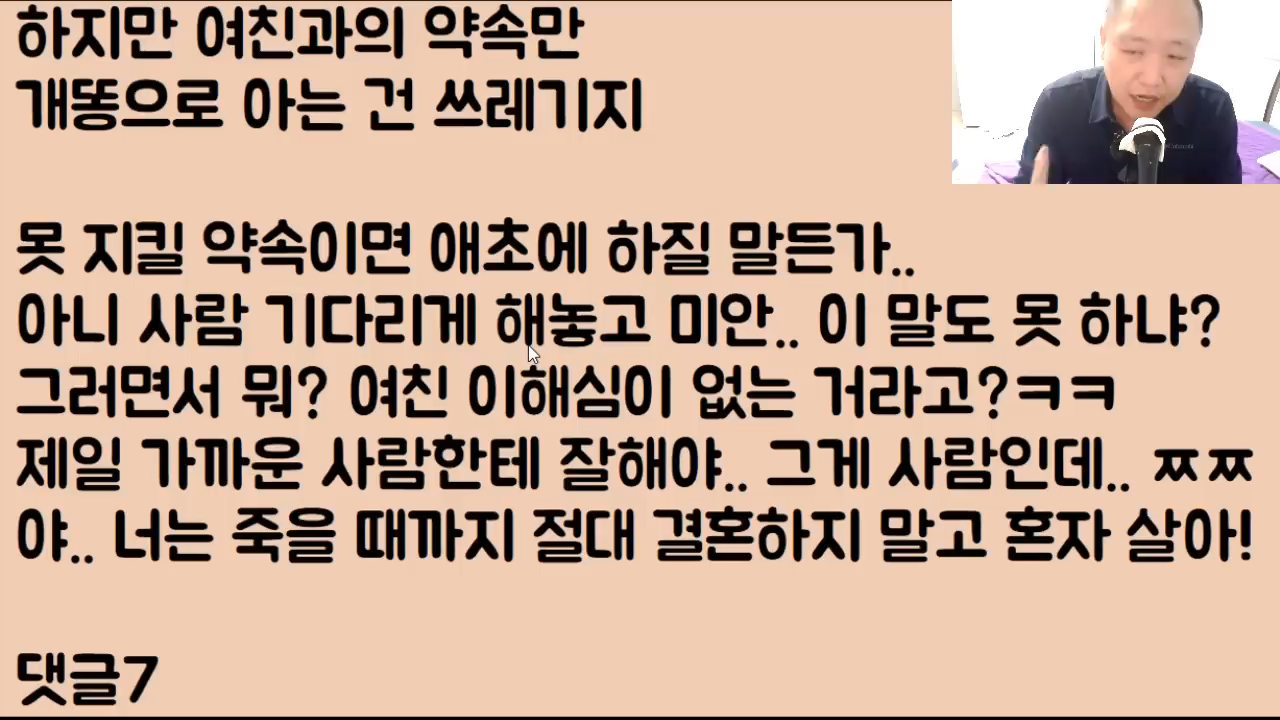 하지만 여친과의 약속만
개똥으로 아는 건 쓰레기지
못 지킬 약속이면 애초에 하질 말든가..
아니 사람 기다리게 해놓고 미안.. 이 말도 못 하냐?
그러면서 뭐? 여친 이해심이 없는 거라고?ㅋㅋ
제일 가까운 사람한테 잘해야.. 그게 사람인데.. ㅉㅉ
야.. 너는 죽을 때까지 절대 결혼하지 말고 혼자 살아!
댓글7